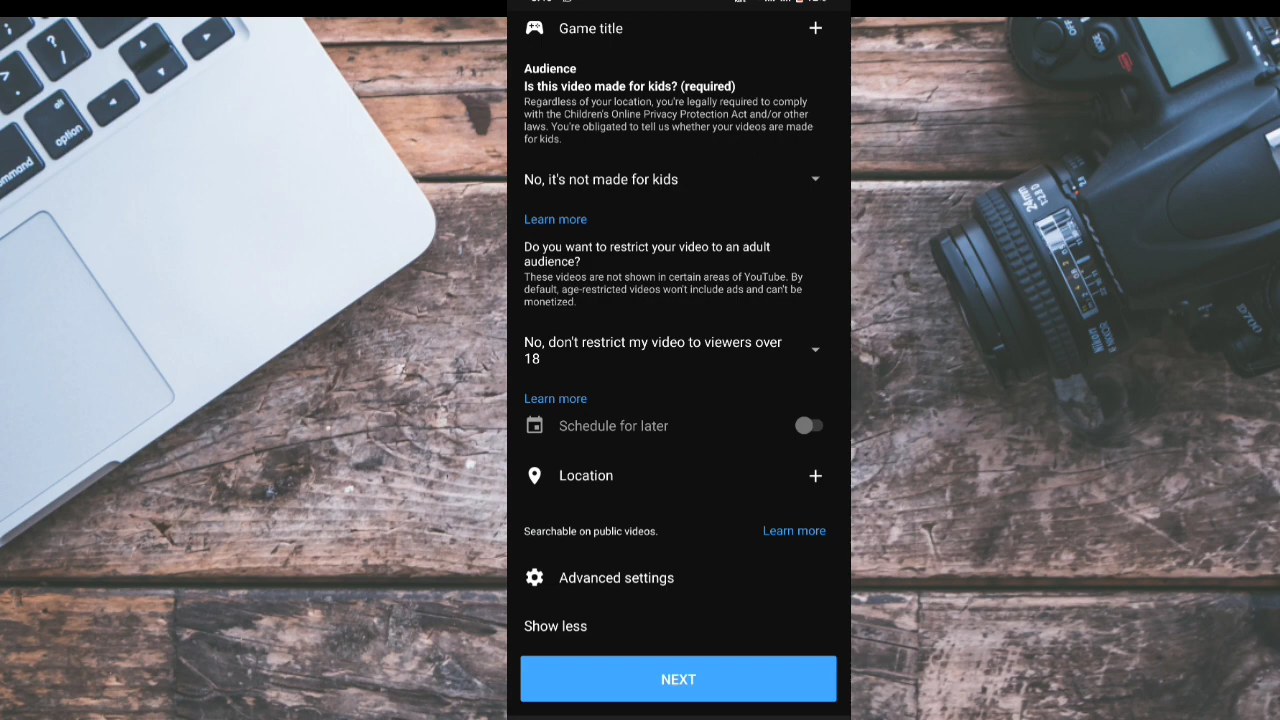 Game title
Audience
Is this video made for kids? (required)
Regardless of your location, you're legally required to comply
with the Children's Online Privacy Protection Act and/or other
laws. You're obligated to tell us whether your videos are made
for kids.
No, it's not made for kids
Learn more
Do you want to restrict your video to an adult
audience?
These videos are not shown in certain areas of YouTube. By
default, age-restricted videos won't include ads and can't be
monetized.
No, don't restrict my video to viewers over
18
Learn more
Schedule for later
Location
Searchable on public videos.
Learn more
Advanced settings
Show less
NEXT
option
alt
24mm
Nikon
OFF